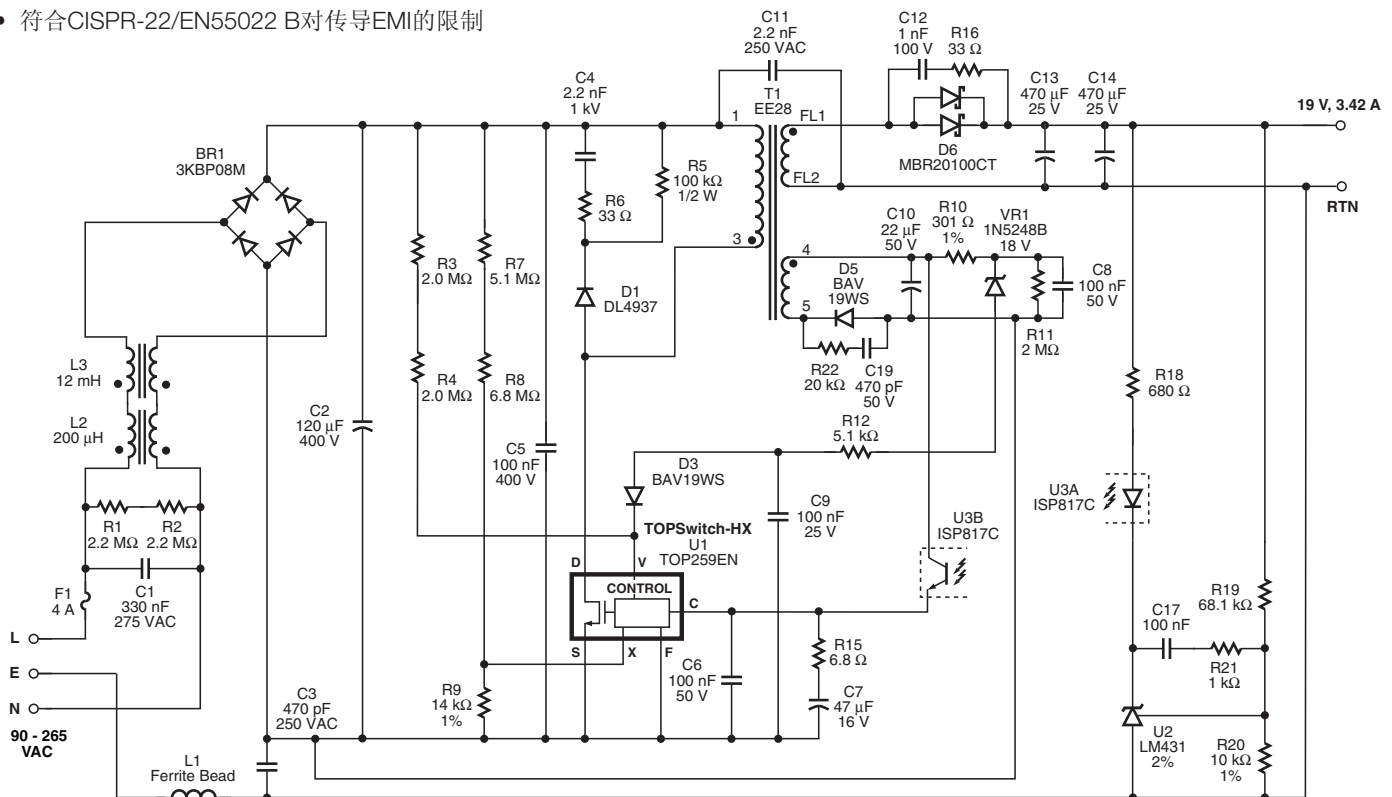 • 符合CISPR-22/EN55022 B对传导EMI的限制
C11
2.2 nF
250 VAC
C12
1 nF
100 V
R16
33 Ω
C4
2.2 nF
1 kV
T1
EE28
1
FL1
FL2
3
C13
470 μF
25 V
C14
470 μF
25 V
19 V, 3.42 A
RTN
D6
MBR20100CT
BR1
3KBP08M
R5
100 kΩ
1/2 W
R6
33 Ω
R3
2.0 MΩ
R7
5.1 MΩ
D1
DL4937
4
5
D5
BAV
19WS
C10
22 μF
50 V
R10
301 Ω
1%
VR1
1N5248B
18 V
C8
100 nF
50 V
R11
2 MΩ
R22
20 kΩ
C19
470 pF
50 V
L3
12 mH
L2
200 μH
R4
2.0 MΩ
R8
6.8 MΩ
C2
120 μF
400 V
C5
100 nF
400 V
R12
5.1 kΩ
R18
680 Ω
D3
BAV19WS
C9
100 nF
25 V
U3B
ISP817C
U3A
ISP817C
R1
2.2 MΩ
R2
2.2 MΩ
TOPSwitch-HX
U1
TOP259EN
D
V
CONTROL
C
S
X
F
F1
4 A
C1
330 nF
275 VAC
L
E
N
90 - 265
VAC
C3
470 pF
250 VAC
R9
14 kΩ
1%
C6
100 nF
50 V
R15
6.8 Ω
C7
47 μF
16 V
C17
100 nF
R19
68.1 kΩ
R21
1 kΩ
U2
LM431
2%
R20
10 kΩ
1%
L1
Ferrite Bead